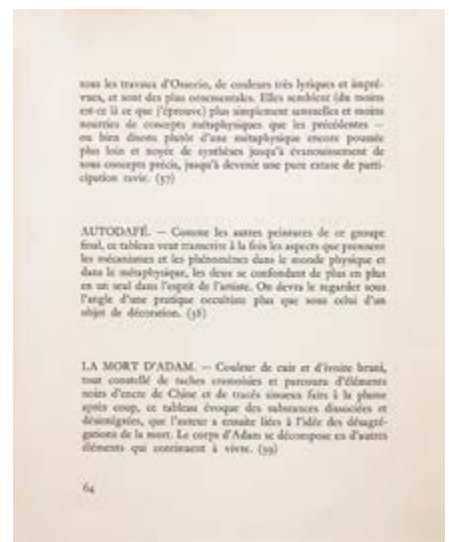 tous les travaux d'Ossorio, de couleurs très lyriques et impré-
vues, et sont des plus ornementales. Elles semblent (du moins
est-ce là ce que j'éprouve) plus simplement sensuelles et moins
nourries de concepts métaphysiques que les précédentes —
ou bien disons plutôt d'une métaphysique encore poussée
plus loin et noyée de synthèses jusqu'à évanouissement de
tous concepts précis, jusqu'à devenir une pure extase de parti-
cipation ravie. (57)
AUTODAFÉ. — Comme les autres peintures de ce groupe
final, ce tableau veut transcrire à la fois les aspects que prennent
les mécanismes et les phénomènes dans le monde physique et
dans le métaphysique, les deux se confondant de plus en plus
en un seul dans l'esprit de l'artiste. On devra le regarder sous
l'angle d'une pratique occultiste plus que sous celui d'un
objet de décoration. (58)
LA MORT D'ADAM. — Couleur de cuir et d'ivoire bruni,
tout constellé de taches cramoisies et parcouru d'éléments
noirs d'encre de Chine et de tracés sinueux faits à la plume
après coup, ce tableau évoque des substances dissociées et
désintégrées, que l'auteur a ensuite liées à l'idée des désagré-
gations de la mort. Le corps d'Adam se décompose en d'autres
éléments qui continuent à vivre. (59)
64